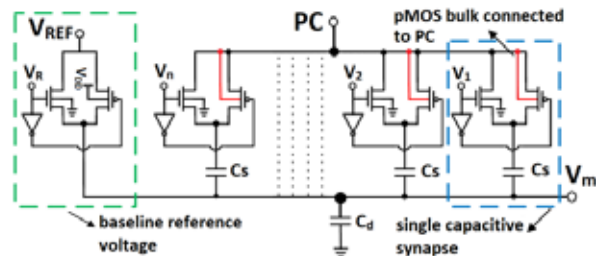 PC
pMOS bulk connected
to PC
VREF
VR
VDD
Vn
V2
V1
Cs
Cs
Cs
Vm
Cd
baseline reference
voltage
single capacitive
synapse